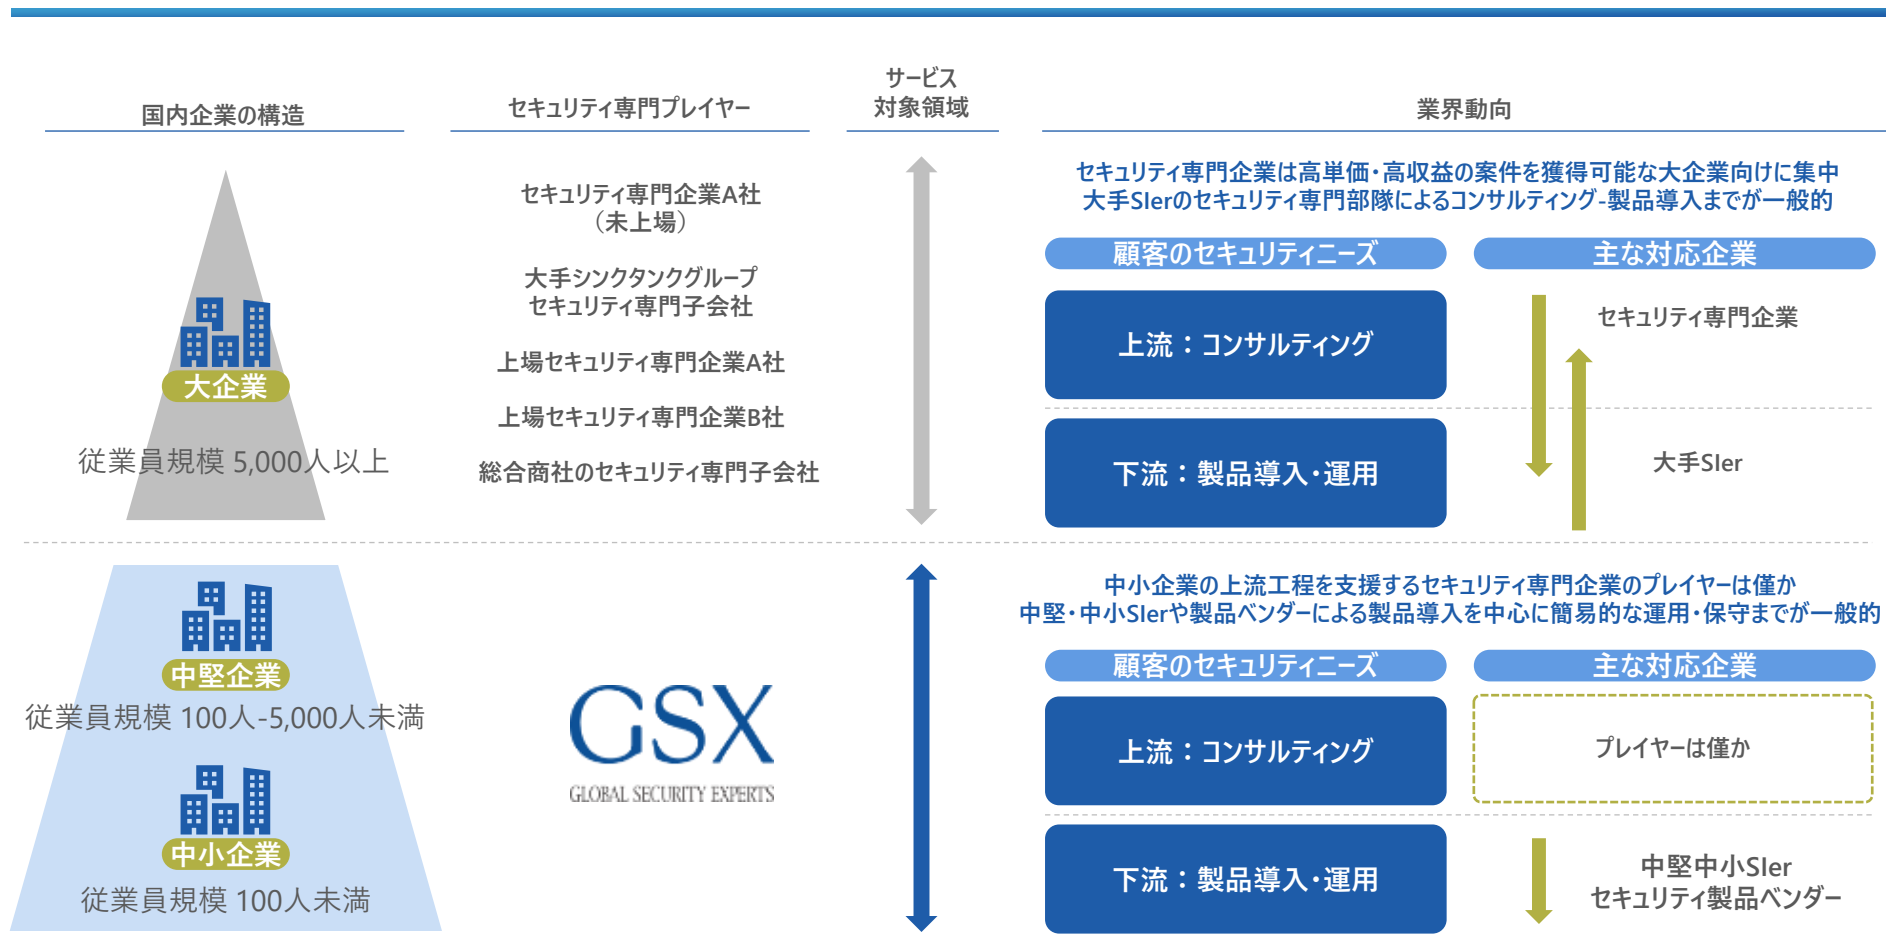 国内企業の構造
セキュリティ専門プレイヤー
サービス
対象領域
業界動向
大企業
従業員規模 5,000人以上
セキュリティ専門企業A社
（未上場）
大手シンクタンクグループ
セキュリティ専門子会社
上場セキュリティ専門企業A社
上場セキュリティ専門企業B社
総合商社のセキュリティ専門子会社
セキュリティ専門企業は高単価・高収益の案件を獲得可能な大企業向けに集中
大手SIerのセキュリティ専門部隊によるコンサルティング-製品導入までが一般的
顧客のセキュリティニーズ
主な対応企業
上流：コンサルティング
セキュリティ専門企業
下流：製品導入・運用
大手SIer
中堅企業
従業員規模 100人-5,000人未満
中小企業
従業員規模 100人未満
GSX
GLOBAL SECURITY EXPERTS
中小企業の上流工程を支援するセキュリティ専門企業のプレイヤーは僅か
中堅・中小SIerや製品ベンダーによる製品導入を中心に簡易的な運用・保守までが一般的
顧客のセキュリティニーズ
主な対応企業
上流：コンサルティング
プレイヤーは僅か
下流：製品導入・運用
中堅中小SIer
セキュリティ製品ベンダー